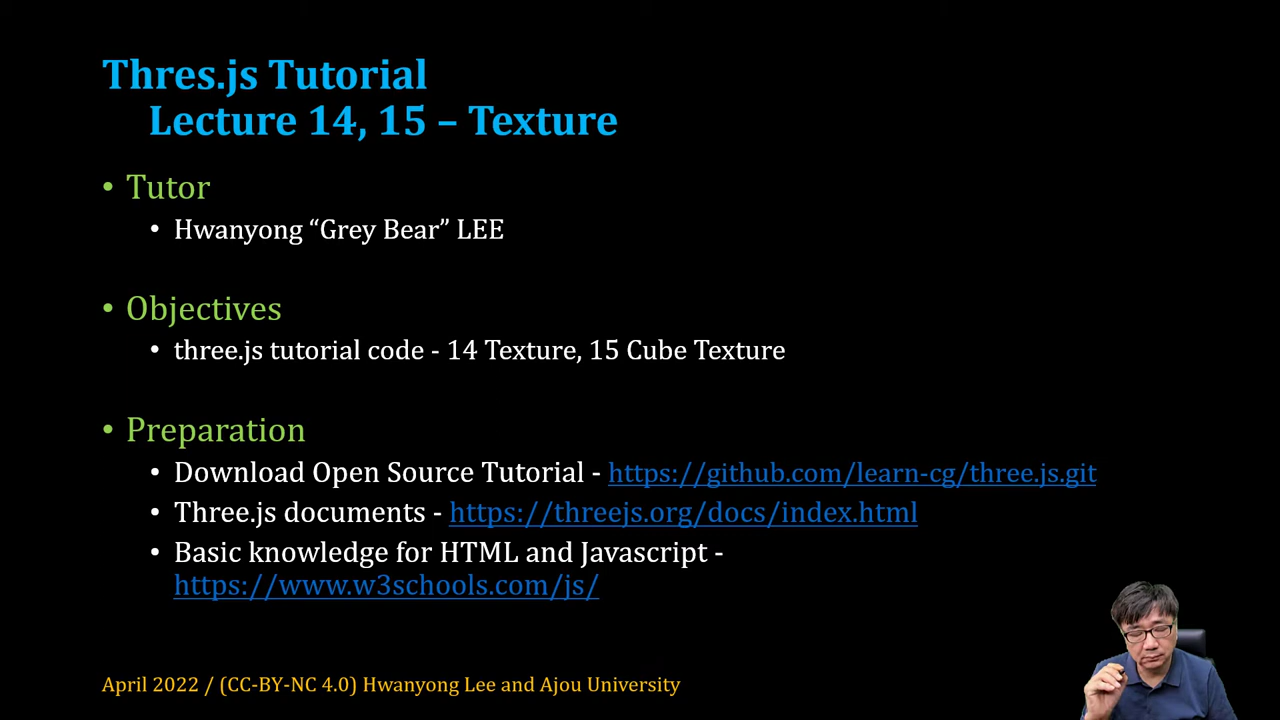 Thres.js Tutorial
Lecture 14, 15 – Texture
• Tutor
• Hwanyong “Grey Bear” LEE
• Objectives
• three.js tutorial code - 14 Texture, 15 Cube Texture
• Preparation
• Download Open Source Tutorial - https://github.com/learn-cg/three.js.git
• Three.js documents - https://threejs.org/docs/index.html
• Basic knowledge for HTML and Javascript -
https://www.w3schools.com/js/
April 2022 / (CC-BY-NC 4.0) Hwanyong Lee and Ajou University